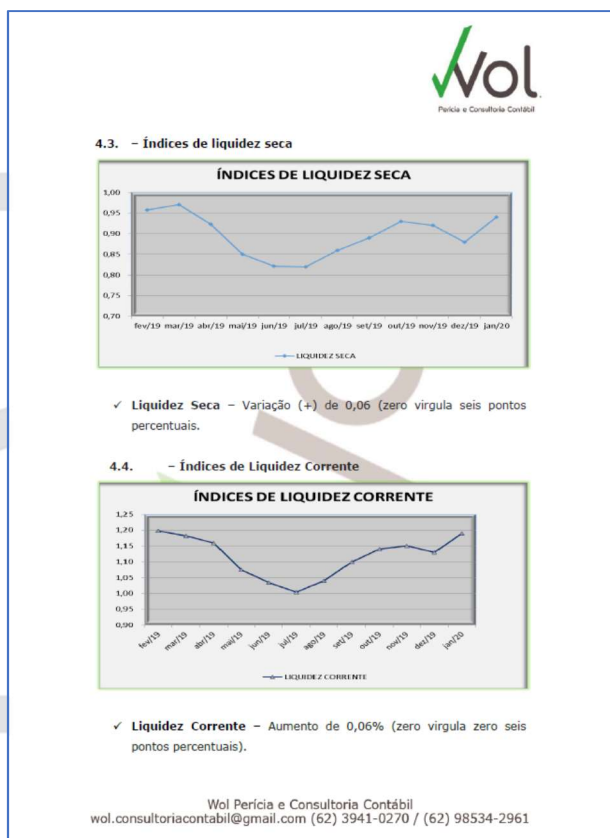 Wol
Perícia e Consultoria Contábil
4.3. – Índices de liquidez seca
ÍNDICES DE LIQUIDEZ SECA
1,00
0,95
0,90
0,85
0,80
0,75
0,70
fev/19 mar/19 abr/19 mai/19 jun/19 jul/19 ago/19 set/19 out/19 nov/19 dez/19 jan/20
LIQUIDEZ SECA
✓ Liquidez Seca – Variação (+) de 0,06 (zero virgula seis pontos
percentuais.
4.4. – Índices de Liquidez Corrente
ÍNDICES DE LIQUIDEZ CORRENTE
1,25
1,20
1,15
1,10
1,05
1,00
0,95
0,90
fev/19 mar/19 abr/19 mai/19 jun/19 jul/19 ago/19 set/19 out/19 nov/19 dez/19 jan/20
LIQUIDEZ CORRENTE
✓ Liquidez Corrente – Aumento de 0,06% (zero virgula zero seis
pontos percentuais).
Wol Perícia e Consultoria Contábil
wol.consultoriacontabil@gmail.com (62) 3941-0270 / (62) 98534-2961